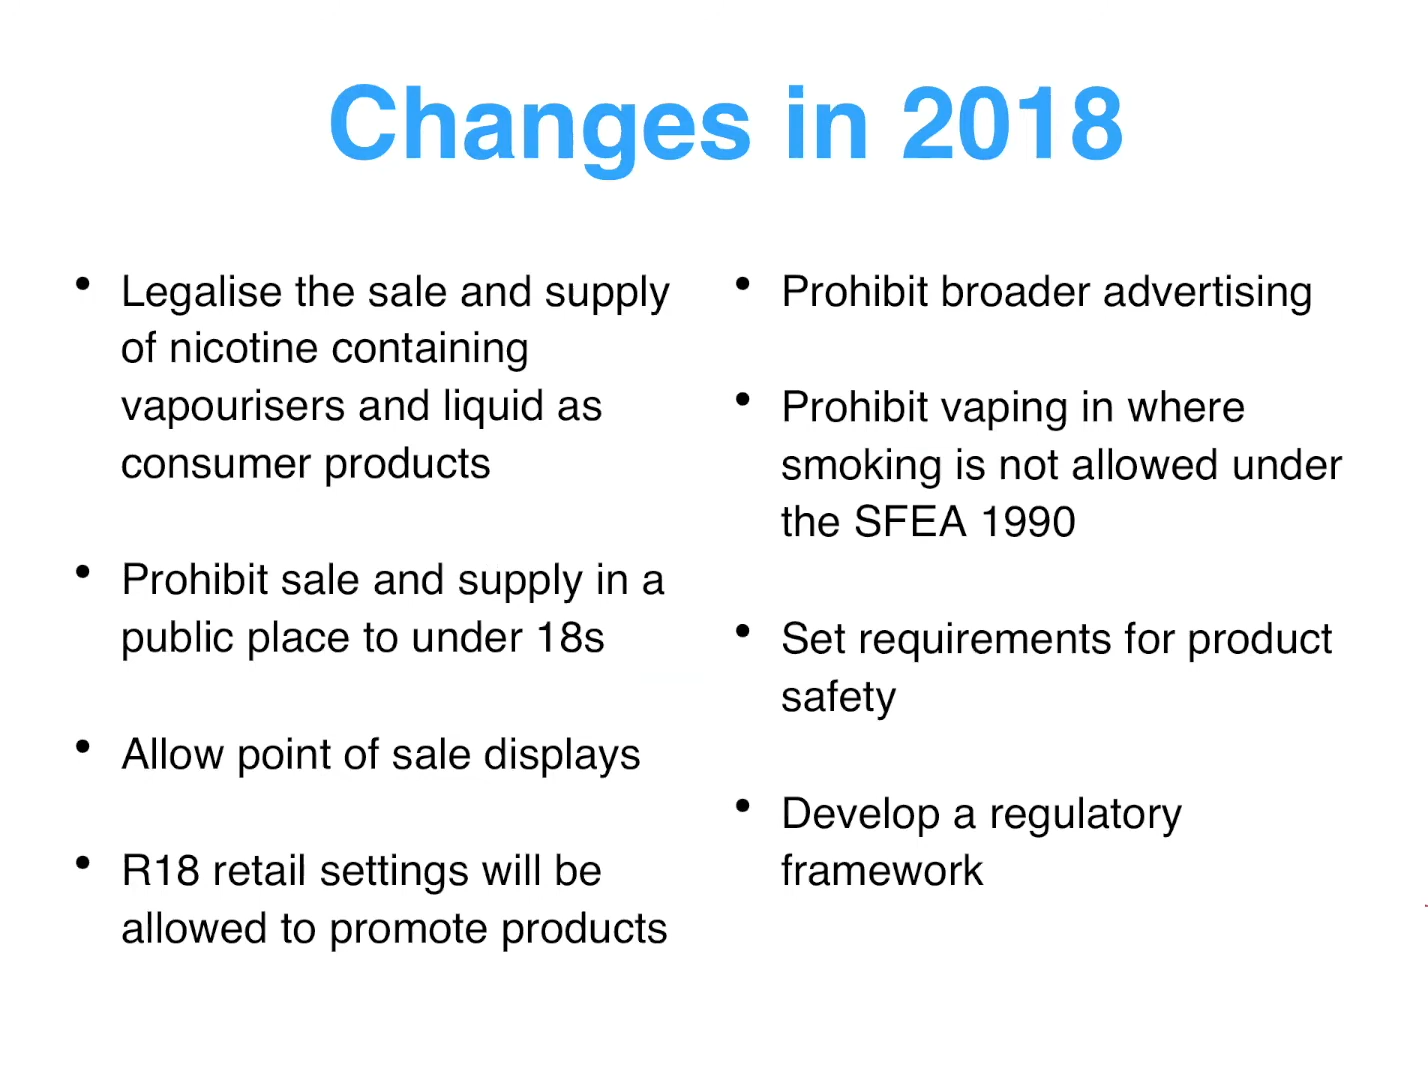 Changes in 2018
• Legalise the sale and supply
of nicotine containing
vapourisers and liquid as
consumer products
• Prohibit sale and supply in a
public place to under 18s
• Allow point of sale displays
• R18 retail settings will be
allowed to promote products
• Prohibit broader advertising
• Prohibit vaping in where
smoking is not allowed under
the SFEA 1990
• Set requirements for product
safety
• Develop a regulatory
framework